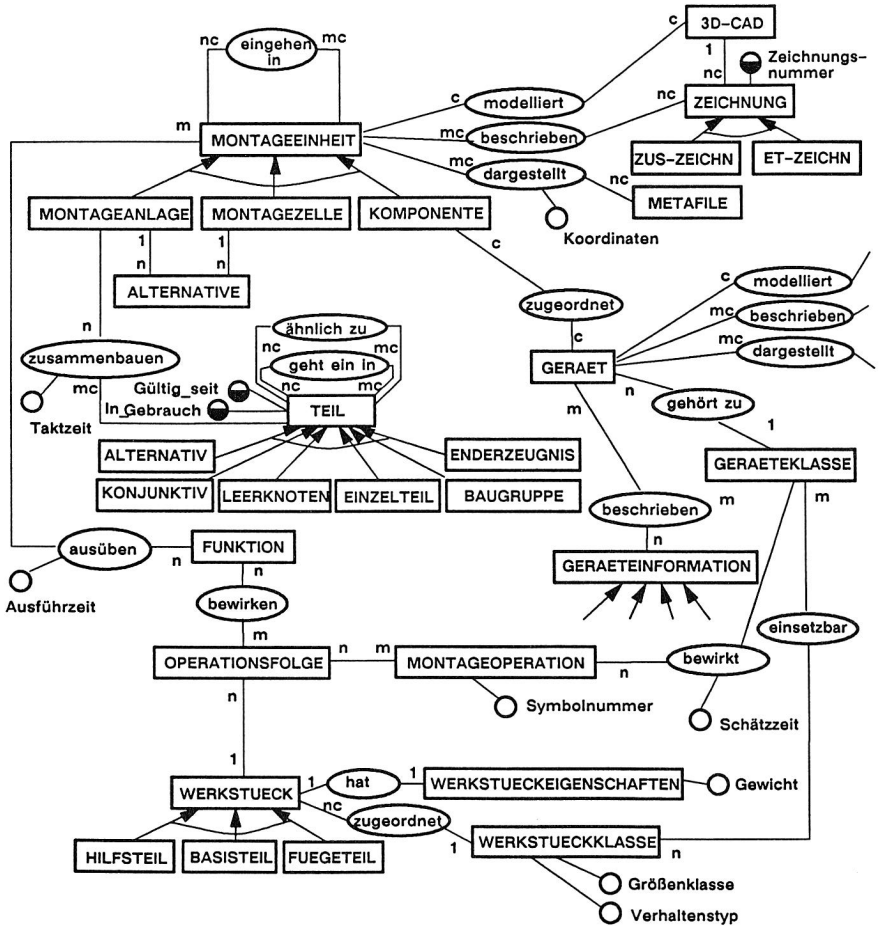 nc
eingehen
in
mc
c
3D-CAD
1
nc
Zeichnungs-
nummer
m
MONTAGEEINHEIT
c
modelliert
nc
ZEICHNUNG
mc
beschrieben
mc
dargestellt
ZUS-ZEICHN
ET-ZEICHN
nc
METAFILE
Koordinaten
MONTAGEANLAGE
MONTAGEZELLE
KOMPONENTE
1
n
1
n
ALTERNATIVE
c
zugeordnet
c
c
modelliert
mc
beschrieben
mc
dargestellt
n
zusammenbauen
mc
Taktzeit
ähnlich zu
nc
mc
geht ein in
nc
mc
Gültig_seit
In_Gebrauch
TEIL
GERAET
m
n
gehört zu
1
ALTERNATIV
ENDERZEUGNIS
KONJUNKTIV
LEERKNOTEN
EINZELTEIL
BAUGRUPPE
GERAETEKLASSE
m
m
beschrieben
n
GERAETEINFORMATION
ausüben
n
FUNKTION
n
Ausführzeit
bewirken
m
einsetzbar
OPERATIONSFOLGE
n
m
MONTAGEOPERATION
n
bewirkt
n
Symbolnummer
Schätzzeit
1
WERKSTUECK
1
hat
1
WERKSTUECKEIGENSCHAFTEN
Gewicht
nc
zugeordnet
1
WERKSTUECKKLASSE
n
HILFSTEIL
BASISTEIL
FUEGETEIL
Größenklasse
Verhaltenstyp